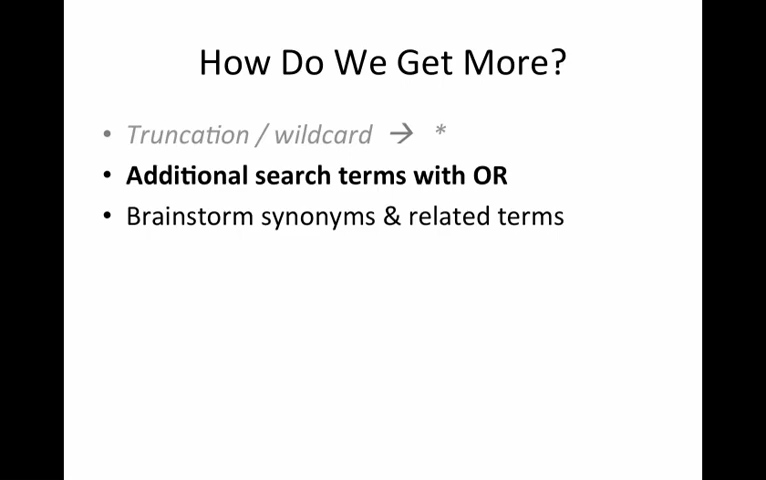 How Do We Get More?
• Truncation / wildcard → *
• Additional search terms with OR
• Brainstorm synonyms & related terms